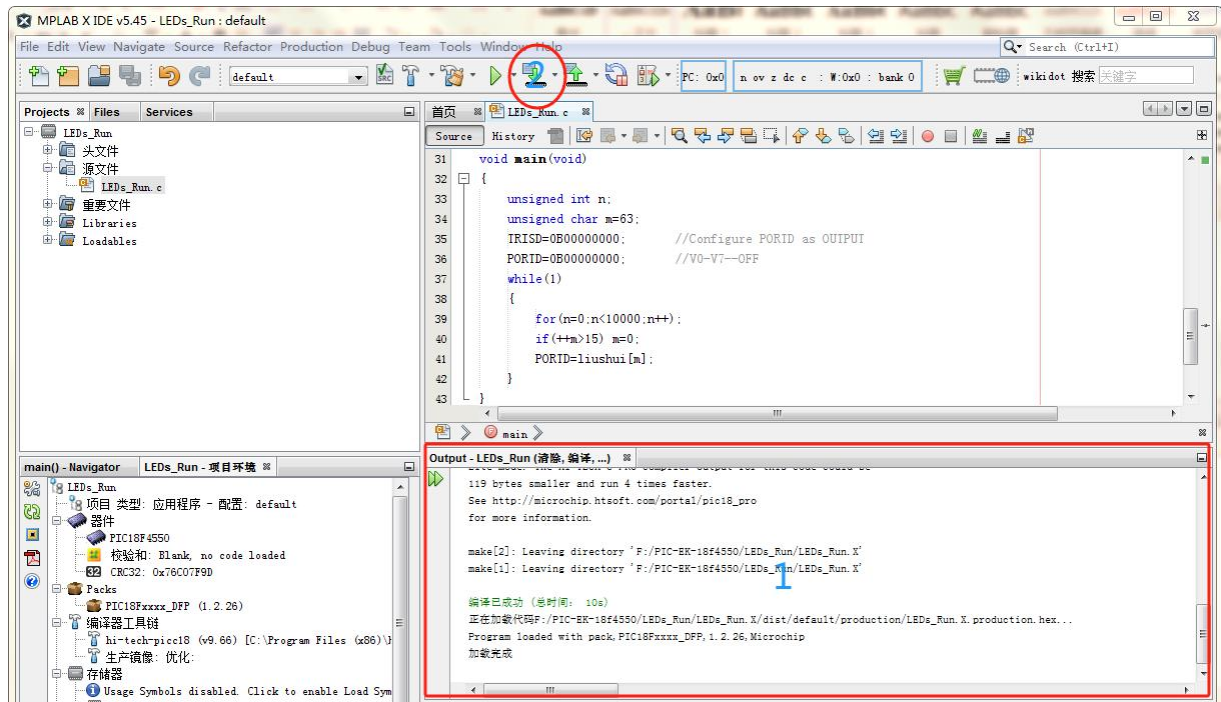 MPLAB X IDE v5.45 - LEDs_Run : default
File Edit View Navigate Source Refactor Production Debug Team Tools Window Help
Search (Ctrl+I)
default
PC: 0x0
n ov z dc c : W:0x0 : bank 0
wikidot 搜索 关键字
2
Projects Files Services
LEDs_Run
头文件
源文件
LEDs_Run.c
重要文件
Libraries
Loadables
首页 LEDs_Run.c
Source History
31 void main(void)
32 {
33 unsigned int n;
34 unsigned char m=63;
35 TRISD=0B00000000; //Configure PORTD as OUTPUT
36 PORTD=0B00000000; //V0-V7--OFF
37 while(1)
38 {
39 for(n=0;n<10000;n++);
40 if(++m>15) m=0;
41 PORTD=liushui[m];
42 }
43 }
main
main() - Navigator LEDs_Run - 项目环境
LEDs_Run
项目 类型: 应用程序 - 配置: default
器件
PIC18F4550
校验和: Blank, no code loaded
CRC32: 0x76C07F9D
Packs
PIC18Fxxxx_DFP (1.2.26)
编译器工具链
hi-tech-picc18 (v9.66) [C:\Program Files (x86)\
生产镜像: 优化:
存储器
Usage Symbols disabled. Click to enable Load Sym
Output - LEDs_Run (清除, 编译, ...)
119 bytes smaller and run 4 times faster.
See http://microchip.htsoft.com/portal/pic18_pro
for more information.
make[2]: Leaving directory 'F:/PIC-EK-18f4550/LEDs_Run/LEDs_Run.X'
make[1]: Leaving directory 'F:/PIC-EK-18f4550/LEDs_Run/LEDs_Run.X'
1
编译已成功 (总时间: 10s)
正在加载代码F:/PIC-EK-18f4550/LEDs_Run/LEDs_Run.X/dist/default/production/LEDs_Run.X.production.hex...
Program loaded with pack,PIC18Fxxxx_DFP,1.2.26,Microchip
加载完成